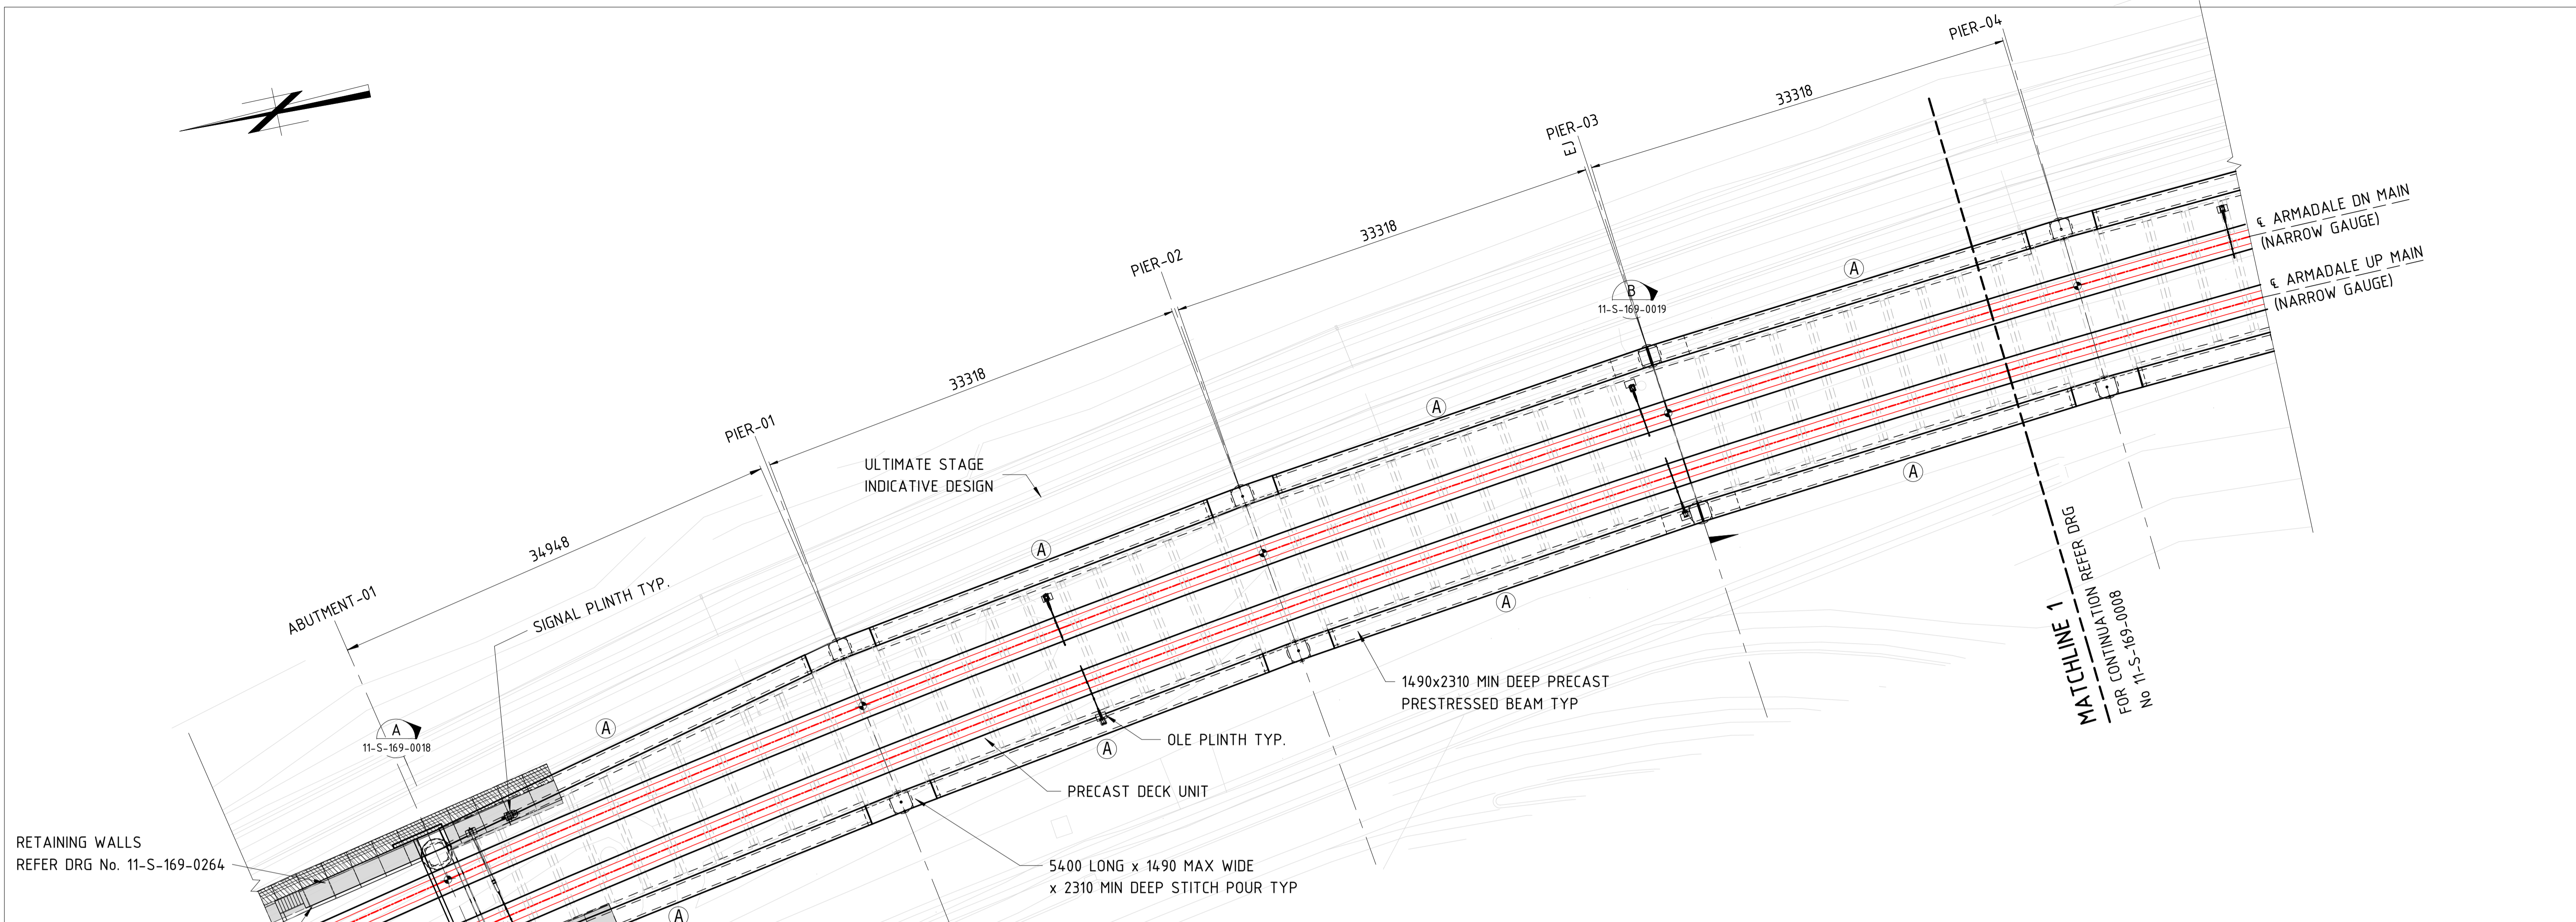 PIER-04
33318
PIER-03
EJ
33318
PIER-02
33318
PIER-01
34948
ABUTMENT-01
B
11-S-169-0019
℄ ARMADALE DN MAIN
(NARROW GAUGE)
℄ ARMADALE UP MAIN
(NARROW GAUGE)
A
A
A
A
A
A
A
A
ULTIMATE STAGE
INDICATIVE DESIGN
SIGNAL PLINTH TYP.
A
11-S-169-0018
MATCHLINE 1
FOR CONTINUATION REFER DRG
No 11-S-169-0008
1490x2310 MIN DEEP PRECAST
PRESTRESSED BEAM TYP
OLE PLINTH TYP.
PRECAST DECK UNIT
RETAINING WALLS
REFER DRG No. 11-S-169-0264
5400 LONG x 1490 MAX WIDE
x 2310 MIN DEEP STITCH POUR TYP